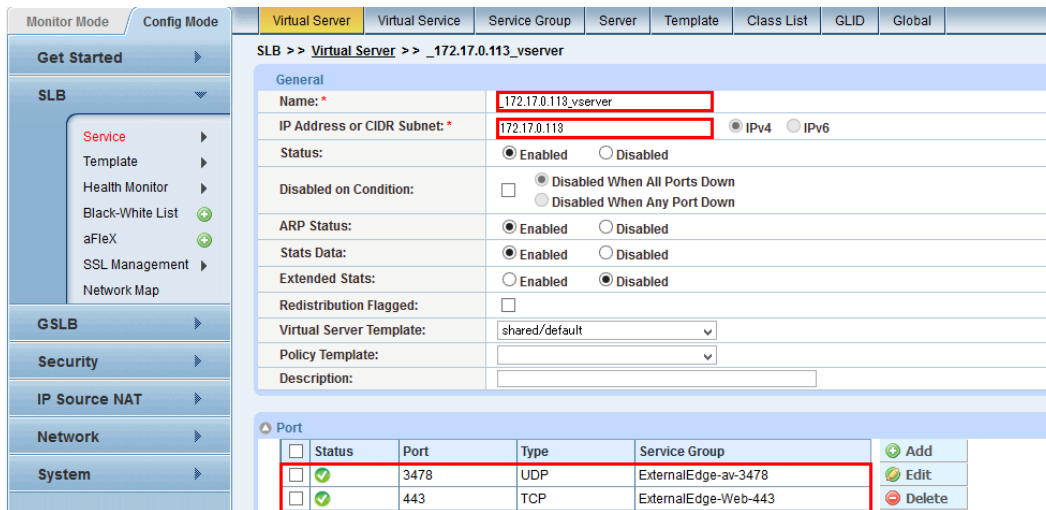 Monitor Mode Config Mode Virtual Server Virtual Service Service Group Server Template Class List GLID Global
SLB >> Virtual Server >> _172.17.0.113_vserver
Get Started
SLB
Service
Template
Health Monitor
Black-White List
aFleX
SSL Management
Network Map
GSLB
Security
IP Source NAT
Network
System
General
Name: * _172.17.0.113_vserver
IP Address or CIDR Subnet: * 172.17.0.113 IPv4 IPv6
Status: Enabled Disabled
Disabled on Condition: Disabled When All Ports Down
Disabled When Any Port Down
ARP Status: Enabled Disabled
Stats Data: Enabled Disabled
Extended Stats: Enabled Disabled
Redistribution Flagged:
Virtual Server Template: shared/default
Policy Template:
Description:
Port
Status Port Type Service Group Add
3478 UDP ExternalEdge-av-3478 Edit
443 TCP ExternalEdge-Web-443 Delete